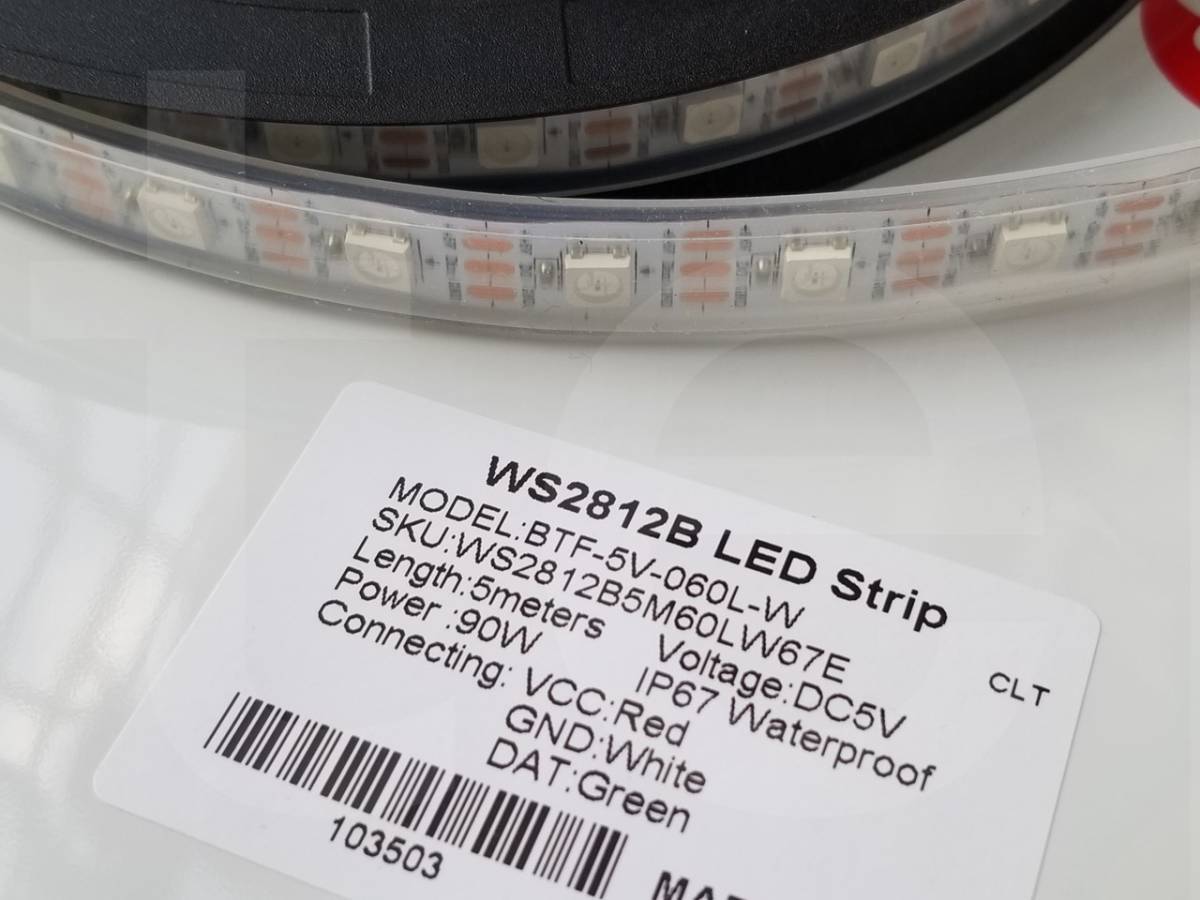 WS2812B LED Strip
MODEL:BTF-5V-060L-W
SKU:WS2812B5M60LW67E
Length:5meters Voltage:DC5V
Power :90W IP67 Waterproof
Connecting: VCC:Red
GND:White
DAT:Green
CLT
103503